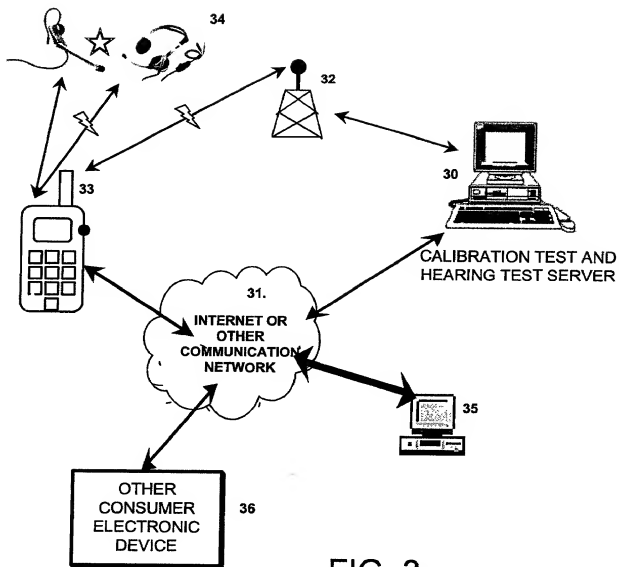 34
32
33
30
CALIBRATION TEST AND
HEARING TEST SERVER
31.
INTERNET OR
OTHER
COMMUNICATION
NETWORK
35
OTHER
CONSUMER
ELECTRONIC
DEVICE
36
FIG.